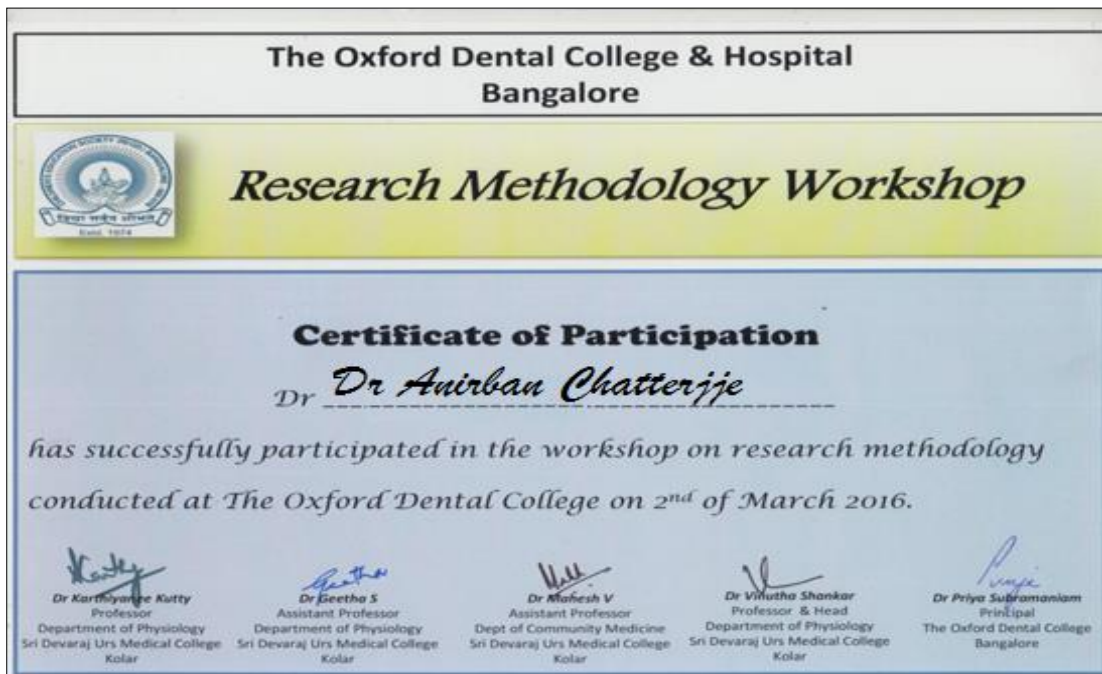 The Oxford Dental College & Hospital
Bangalore
Estd. 1974
Research Methodology Workshop
Certificate of Participation
Dr Dr Anirban Chatterjje
has successfully participated in the workshop on research methodology
conducted at The Oxford Dental College on 2nd of March 2016.
Dr Karthiyanee Kutty
Professor
Department of Physiology
Sri Devaraj Urs Medical College
Kolar
Dr Geetha S
Assistant Professor
Department of Physiology
Sri Devaraj Urs Medical College
Kolar
Dr Mahesh V
Assistant Professor
Dept of Community Medicine
Sri Devaraj Urs Medical College
Kolar
Dr Vinutha Shankar
Professor & Head
Department of Physiology
Sri Devaraj Urs Medical College
Kolar
Dr Priya Subramaniam
Principal
The Oxford Dental College
Bangalore